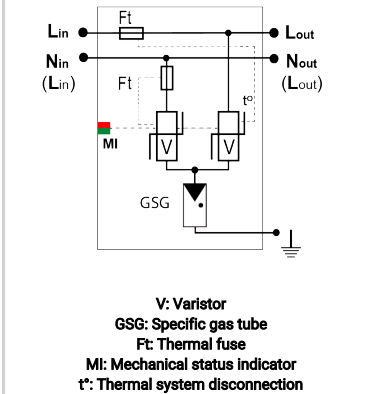 Ft
Lin
Lout
Nin
Nout
(Lin)
Ft
(Lout)
t°
MI
V
V
GSG
V: Varistor
GSG: Specific gas tube
Ft: Thermal fuse
MI: Mechanical status indicator
t°: Thermal system disconnection